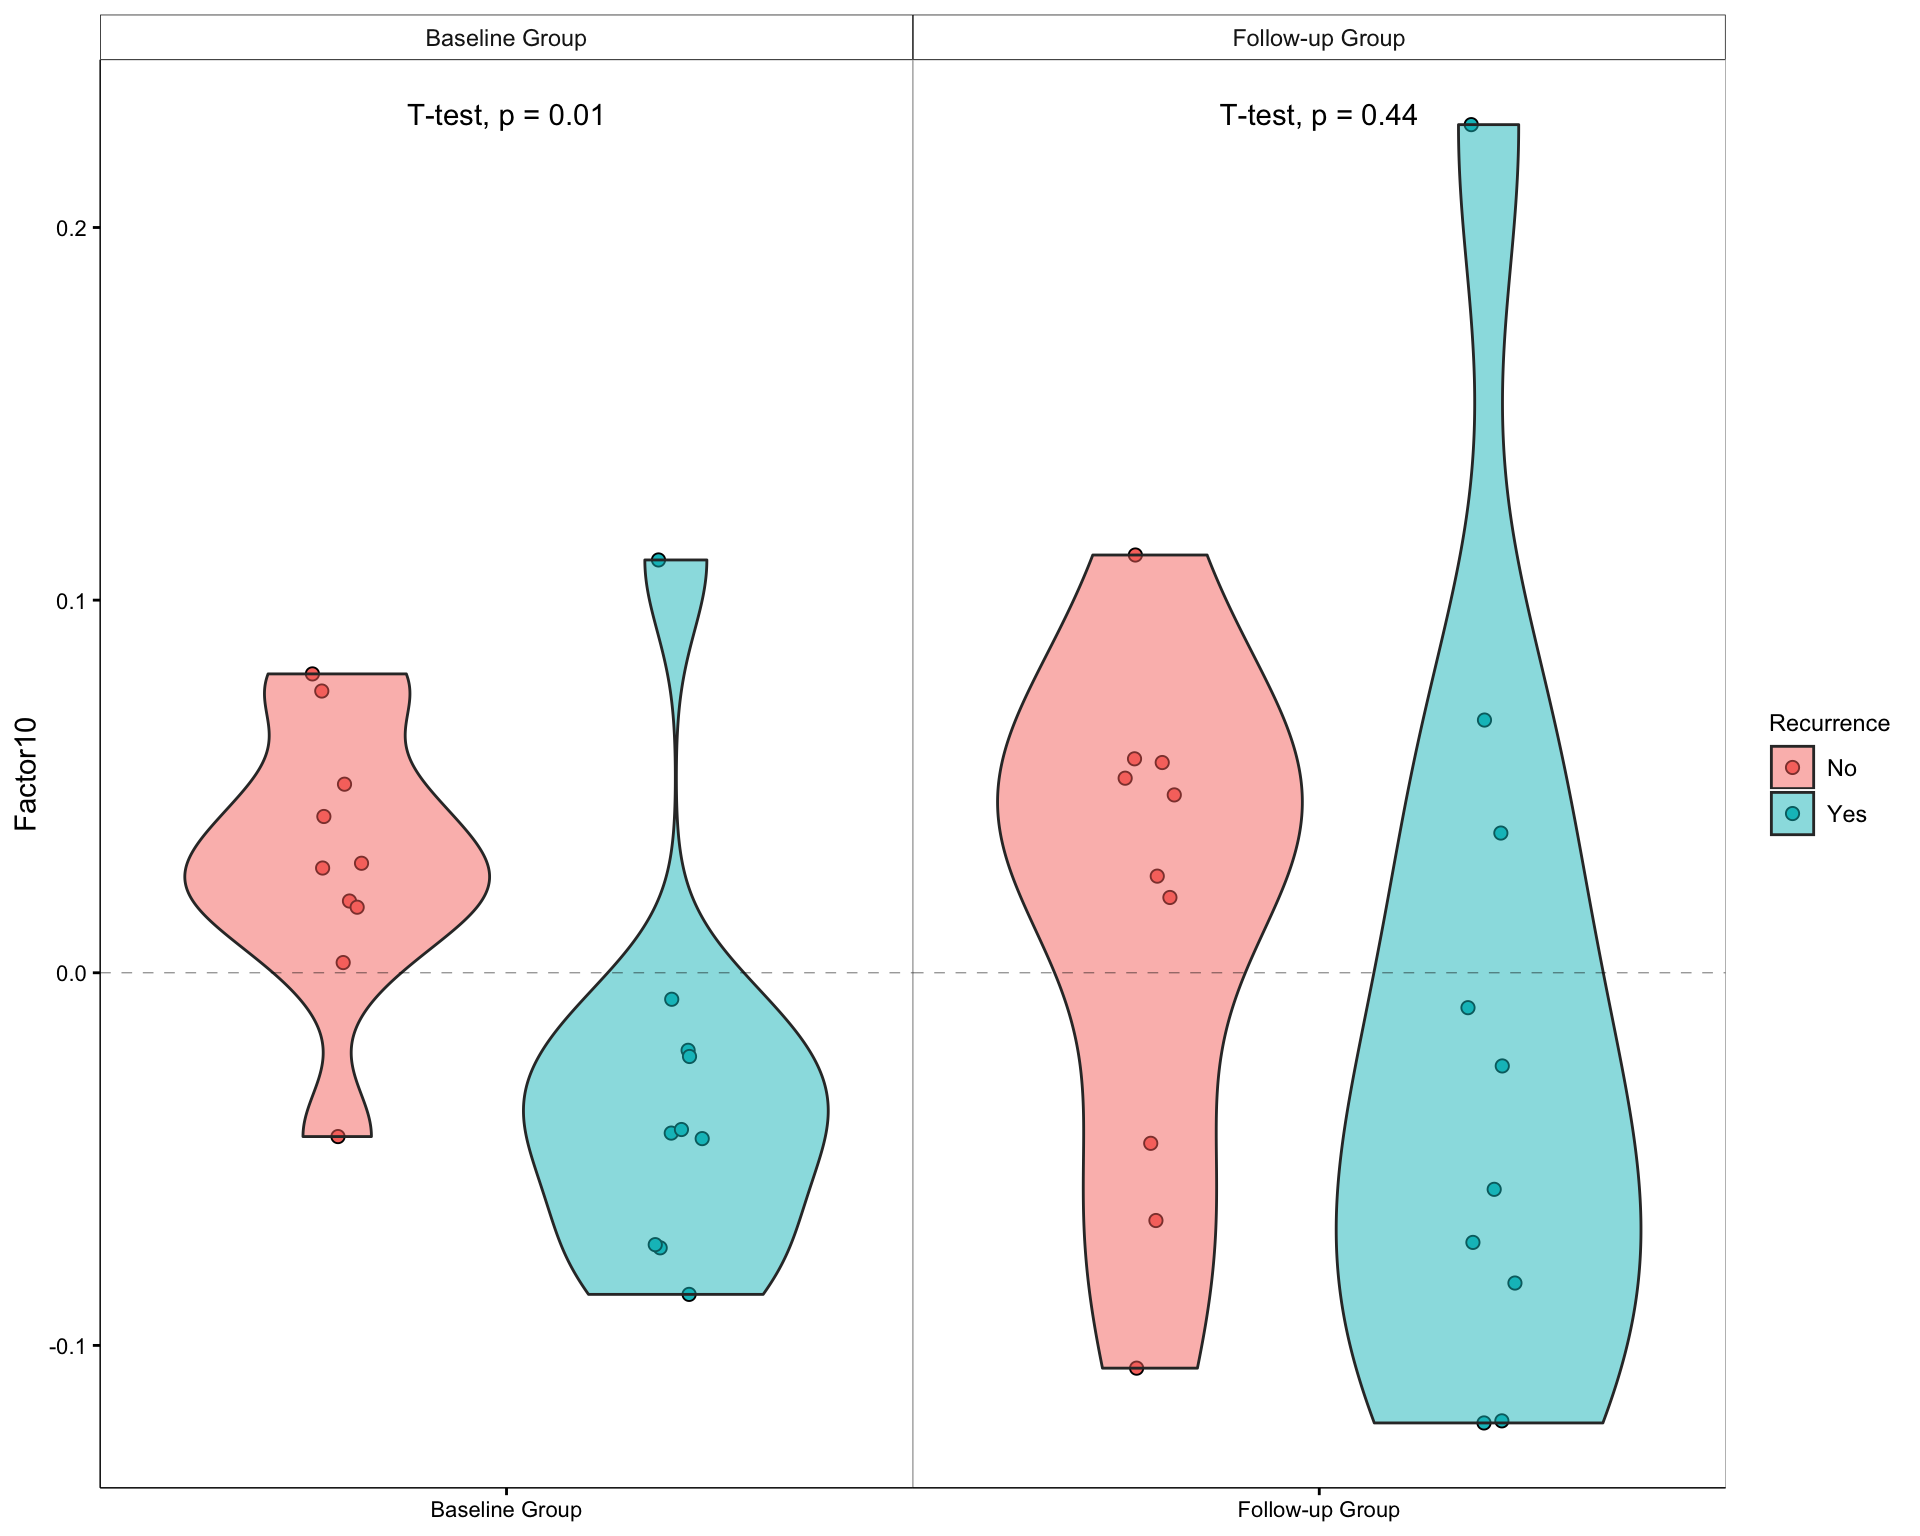 Baseline Group
Follow-up Group
T-test, p = 0.01
T-test, p = 0.44
Factor10
0.2
0.1
0.0
-0.1
Baseline Group
Follow-up Group
Recurrence
No
Yes